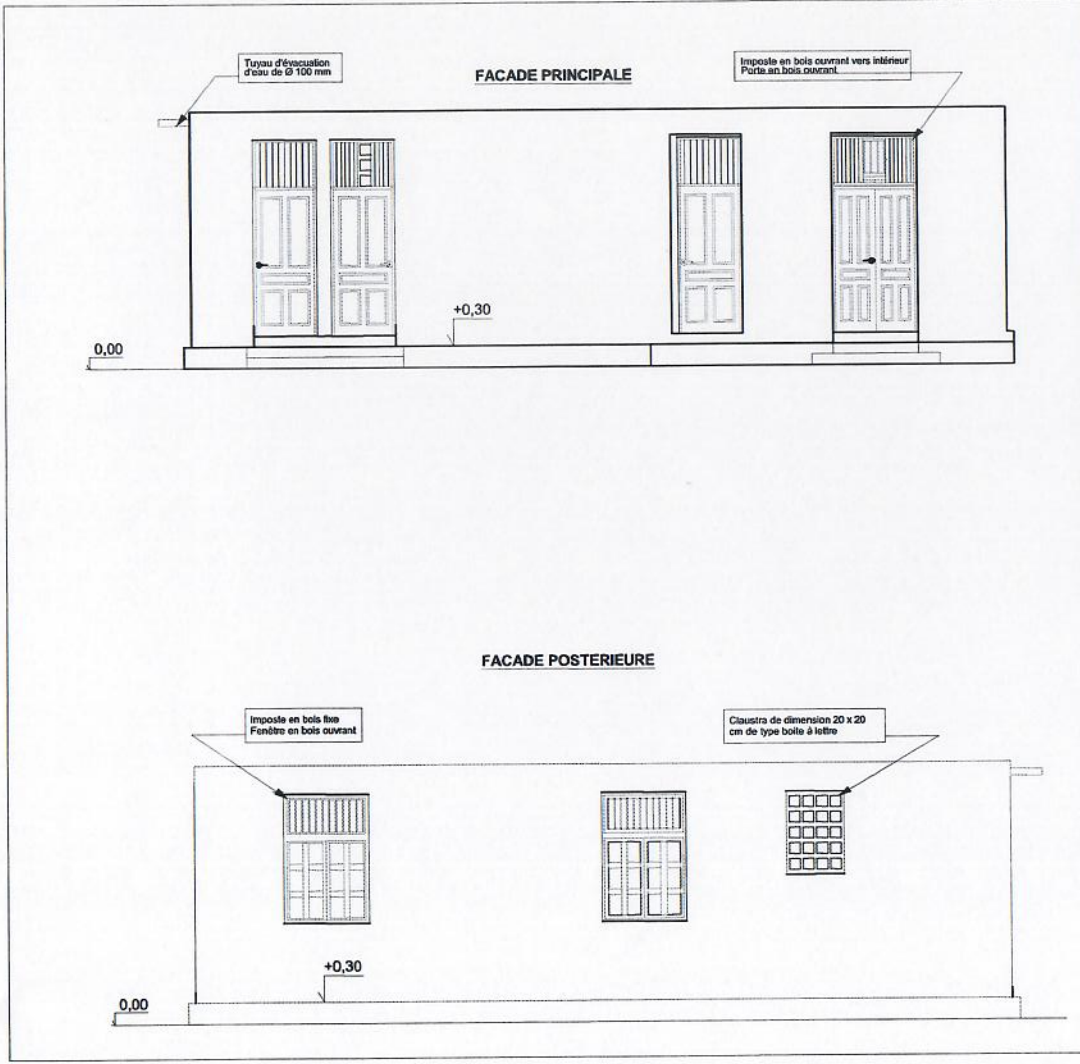 Tuyau d'évacuation
d'eau de Ø 100 mm
FACADE PRINCIPALE
Imposte en bois ouvrant vers intérieur
Porte en bois ouvrant
+0,30
0,00
FACADE POSTERIEURE
Imposte en bois fixe
Fenêtre en bois ouvrant
Claustra de dimension 20 x 20
cm de type boite à lettre
+0,30
0,00